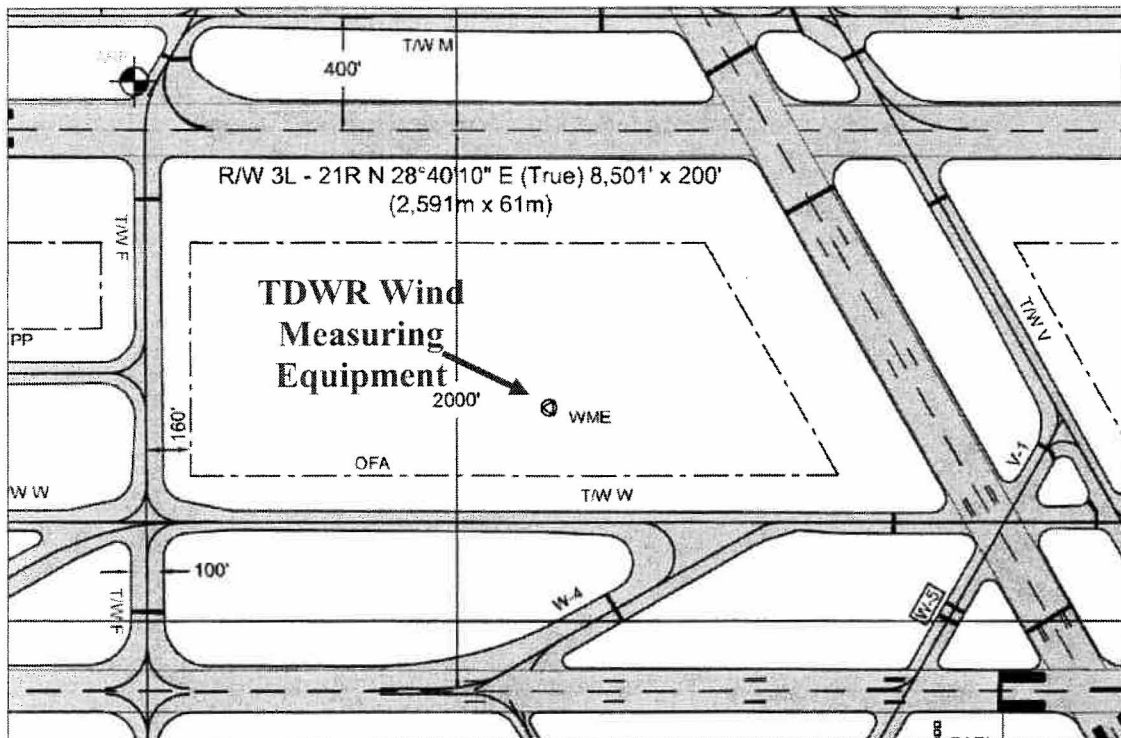 T/W M
400'
R/W 3L - 21R N 28°40'10" E (True) 8,501' x 200'
(2,591m x 61m)
T/W F
TDWR Wind
Measuring
Equipment
T/W V
PP
2000'
WME
160'
OFA
V-1
/W W
T/W W
100'
W-4
W-5
T/W F